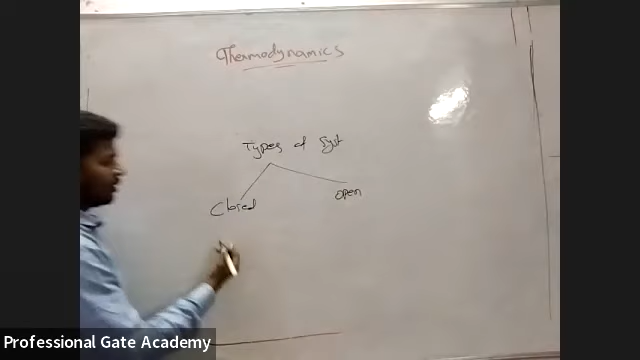 Thermodynamics
Types of Syst
Closed
open
Professional Gate Academy